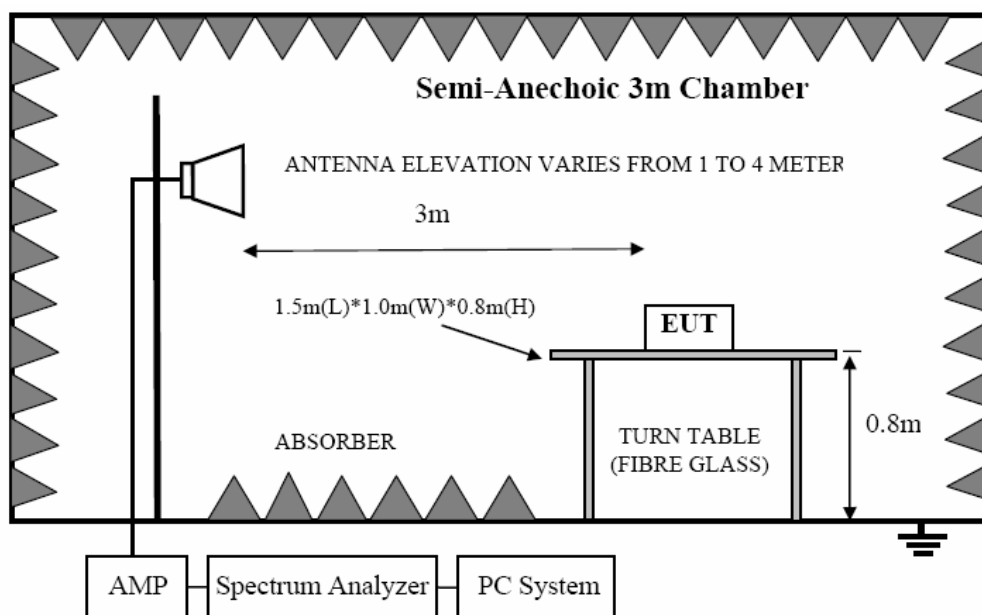 Semi-Anechoic 3m Chamber
ANTENNA ELEVATION VARIES FROM 1 TO 4 METER
3m
1.5m(L)*1.0m(W)*0.8m(H)
EUT
0.8m
ABSORBER
TURN TABLE
(FIBRE GLASS)
AMP
Spectrum Analyzer
PC System